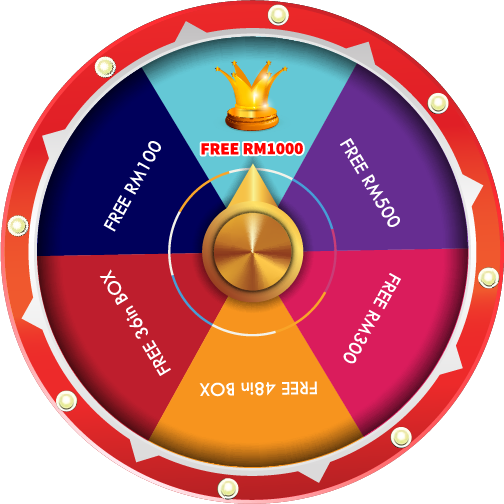 FREE RM1000
FREE RM500
FREE RM300
FREE 48in BOX
FREE 36in BOX
FREE RM100